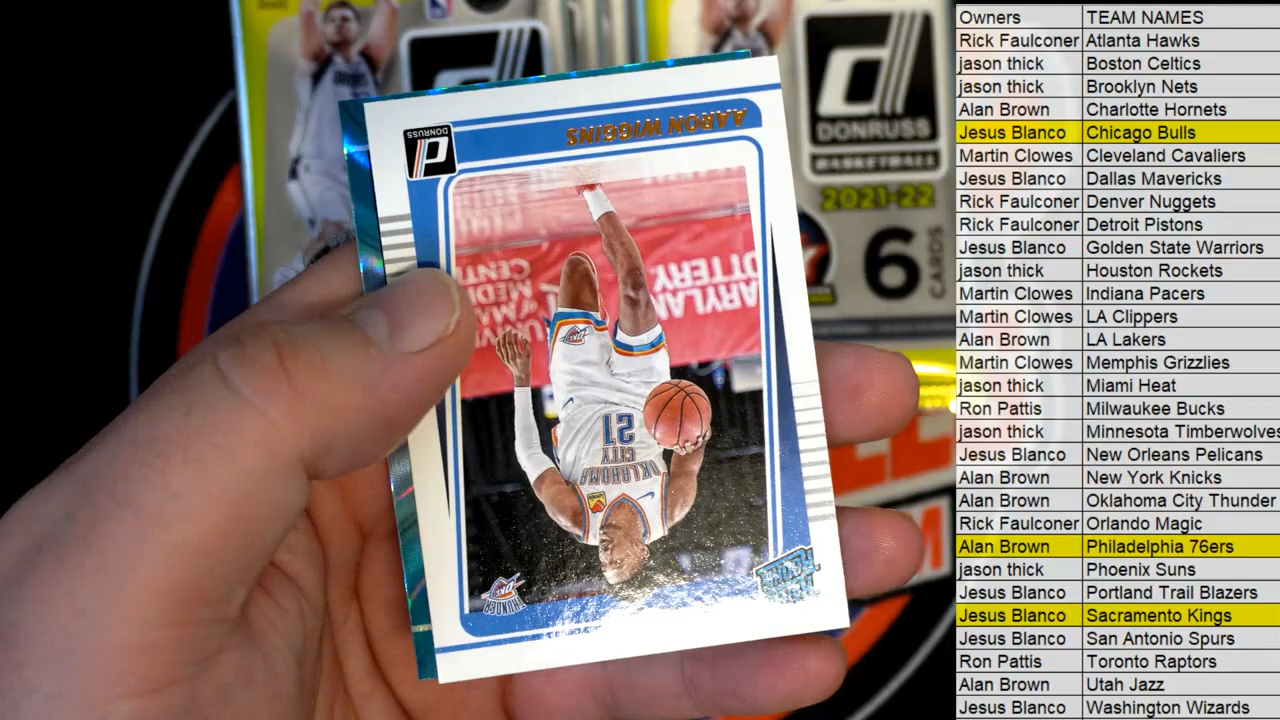 DONRUSS
AARON WIGGINS
OKLAHOMA
CITY
21
THUNDER
DONRUSS
BASKETBALL
2021-22
6
CARDS
Owners TEAM NAMES
Rick Faulconer Atlanta Hawks
jason thick Boston Celtics
jason thick Brooklyn Nets
Alan Brown Charlotte Hornets
Jesus Blanco Chicago Bulls
Martin Clowes Cleveland Cavaliers
Jesus Blanco Dallas Mavericks
Rick Faulconer Denver Nuggets
Rick Faulconer Detroit Pistons
Jesus Blanco Golden State Warriors
jason thick Houston Rockets
Martin Clowes Indiana Pacers
Martin Clowes LA Clippers
Alan Brown LA Lakers
Martin Clowes Memphis Grizzlies
jason thick Miami Heat
Ron Pattis Milwaukee Bucks
jason thick Minnesota Timberwolves
Jesus Blanco New Orleans Pelicans
Alan Brown New York Knicks
Alan Brown Oklahoma City Thunder
Rick Faulconer Orlando Magic
Alan Brown Philadelphia 76ers
jason thick Phoenix Suns
Jesus Blanco Portland Trail Blazers
Jesus Blanco Sacramento Kings
Jesus Blanco San Antonio Spurs
Ron Pattis Toronto Raptors
Alan Brown Utah Jazz
Jesus Blanco Washington Wizards